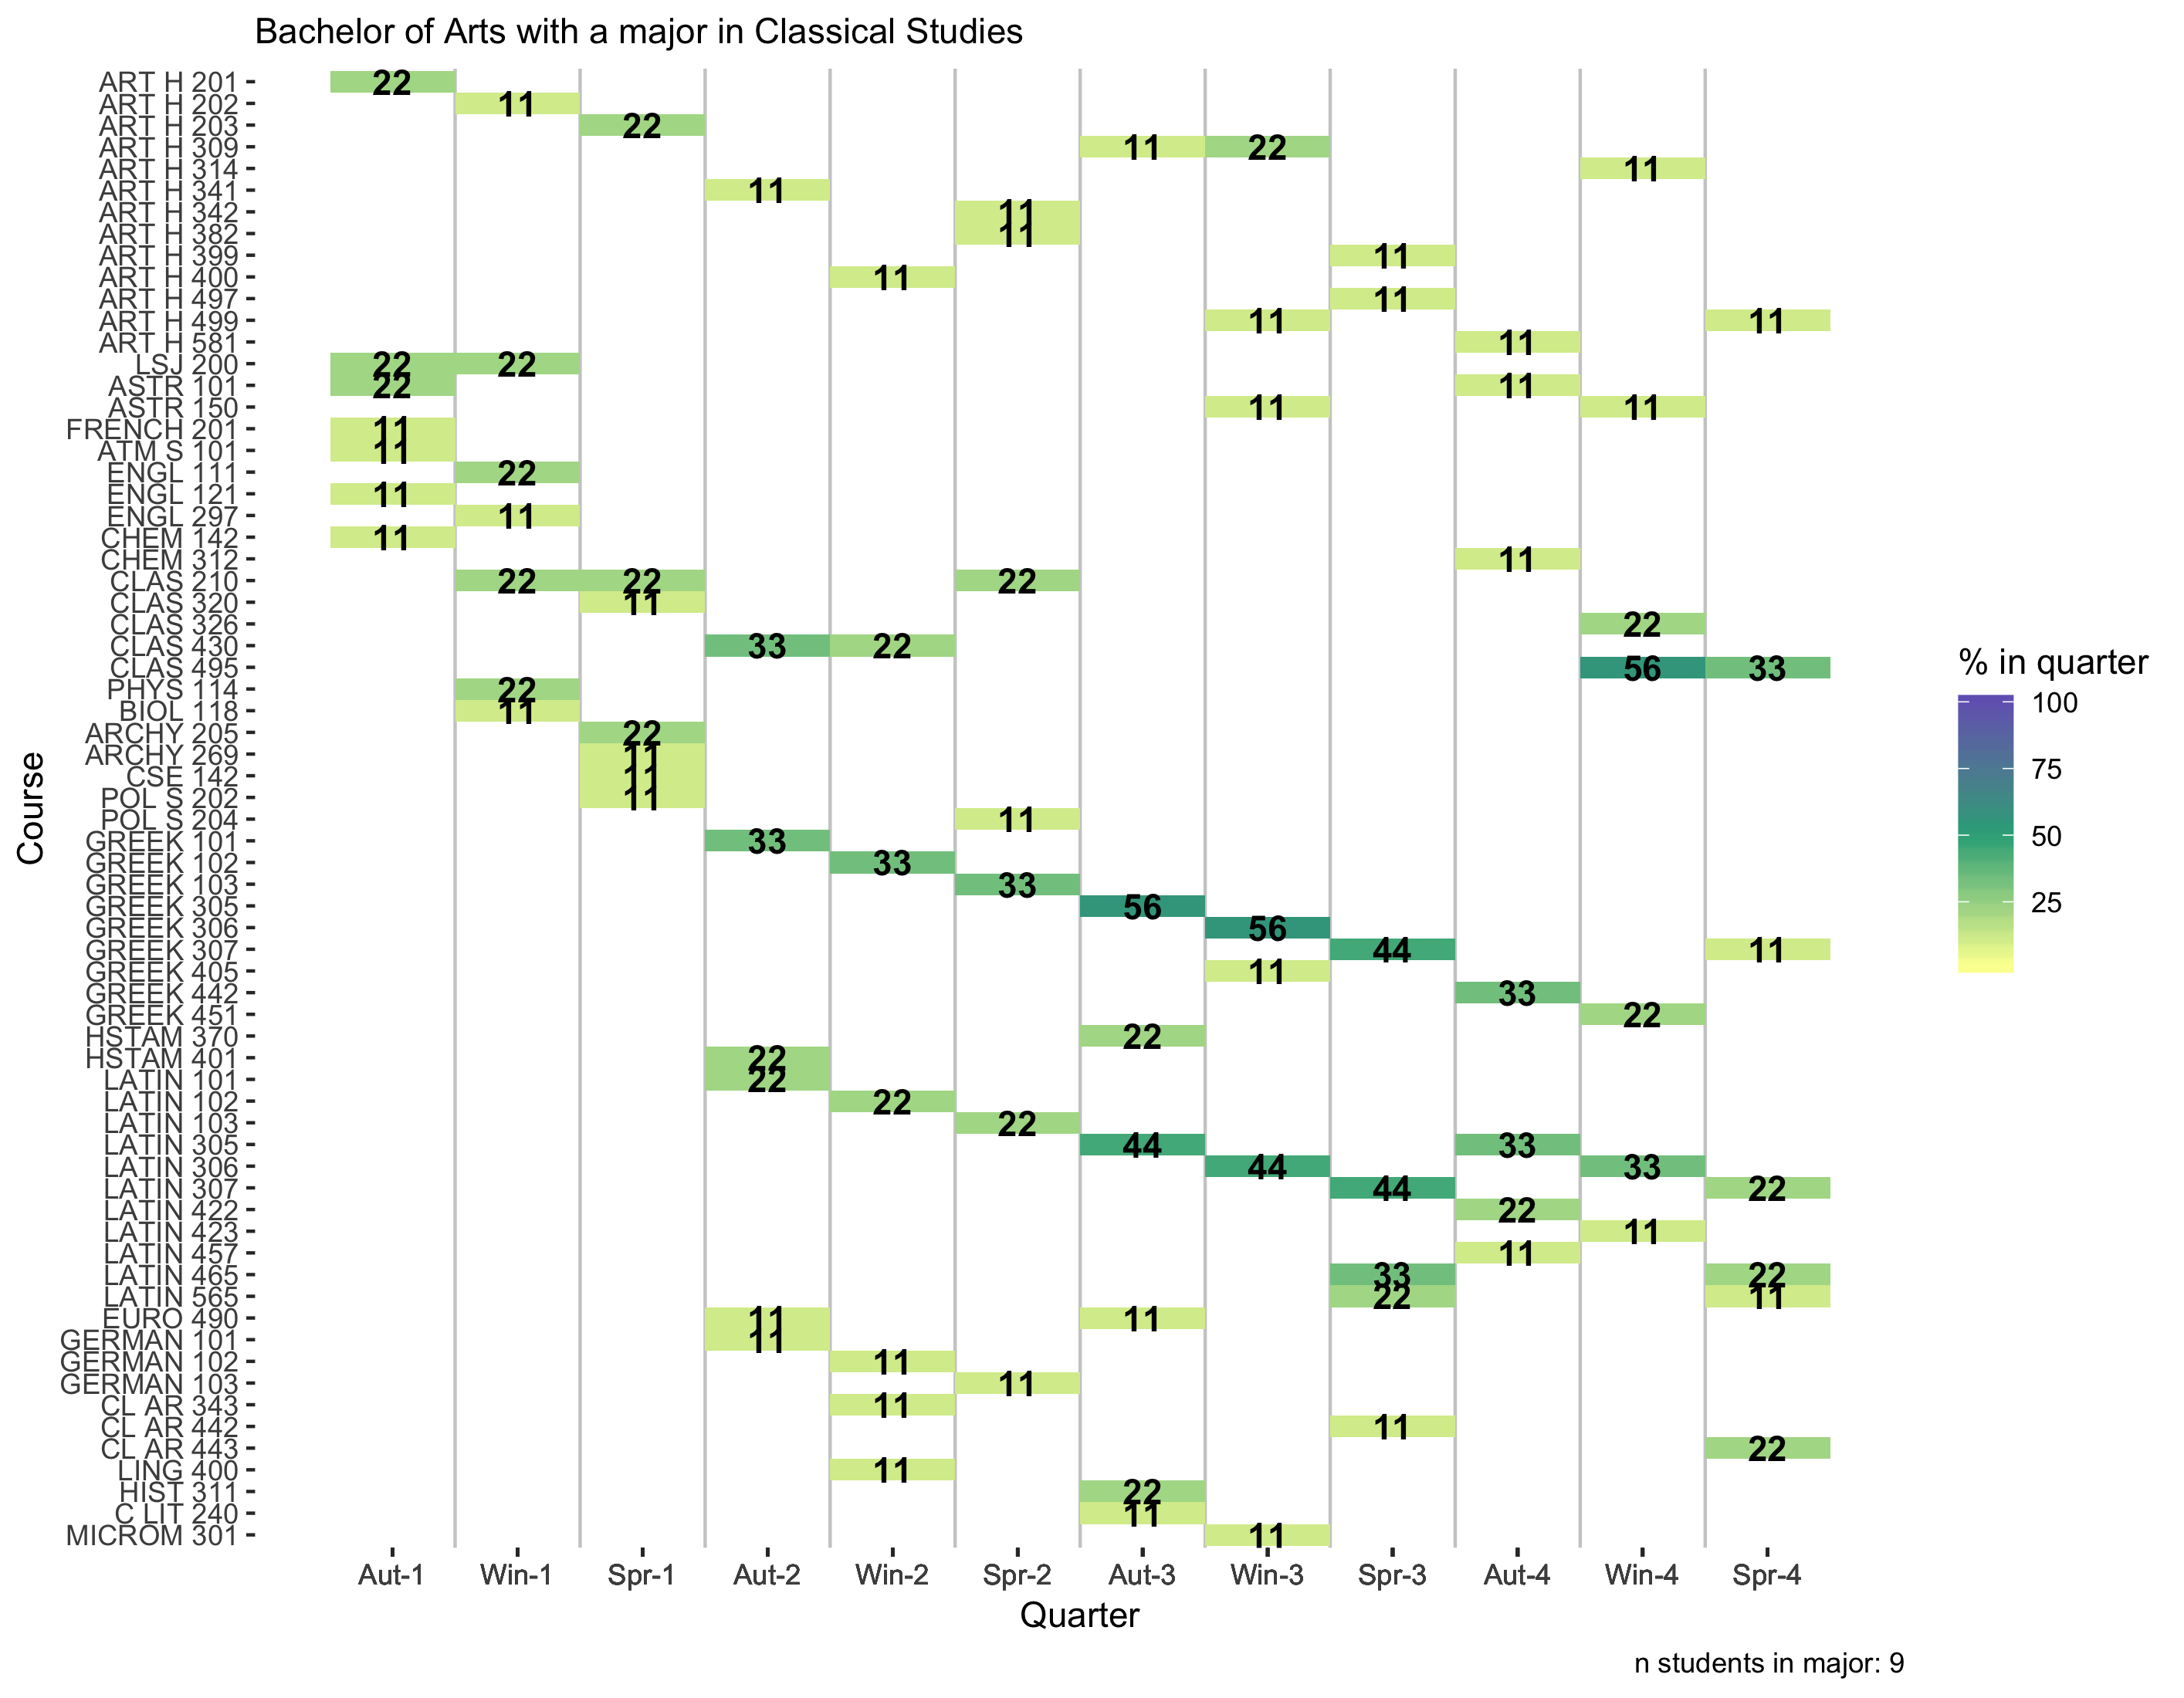 Bachelor of Arts with a major in Classical Studies
ART H 201 22
ART H 202 11
ART H 203 22
ART H 309 11 22
ART H 314 11
ART H 341 11
ART H 342 11
ART H 382 11
ART H 399 11
ART H 400 11
ART H 497 11
ART H 499 11 11
ART H 581 11
LSJ 200 22 22
ASTR 101 22 11
ASTR 150 11 11
FRENCH 201 11
ATM S 101 11
ENGL 111 22
ENGL 121 11
ENGL 297 11
CHEM 142 11
CHEM 312 11
CLAS 210 22 22 22
CLAS 320 11
CLAS 326 22
CLAS 430 33 22
CLAS 495 56 33
PHYS 114 22
BIOL 118 11
ARCHY 205 22
ARCHY 269 11
CSE 142 11
POL S 202 11
POL S 204 11
GREEK 101 33
GREEK 102 33
GREEK 103 33
GREEK 305 56
GREEK 306 56
GREEK 307 44 11
GREEK 405 11
GREEK 442 33
GREEK 451 22
HSTAM 370 22
HSTAM 401 22
LATIN 101 22
LATIN 102 22
LATIN 103 22
LATIN 305 44 33
LATIN 306 44 33
LATIN 307 44 22
LATIN 422 22
LATIN 423 11
LATIN 457 11
LATIN 465 33 22
LATIN 565 22 11
EURO 490 11 11
GERMAN 101 11
GERMAN 102 11
GERMAN 103 11
CL AR 343 11
CL AR 442 11
CL AR 443 22
LING 400 11
HIST 311 22
C LIT 240 11
MICROM 301 11
Course
Aut-1 Win-1 Spr-1 Aut-2 Win-2 Spr-2 Aut-3 Win-3 Spr-3 Aut-4 Win-4 Spr-4
Quarter
% in quarter
100
75
50
25
n students in major: 9